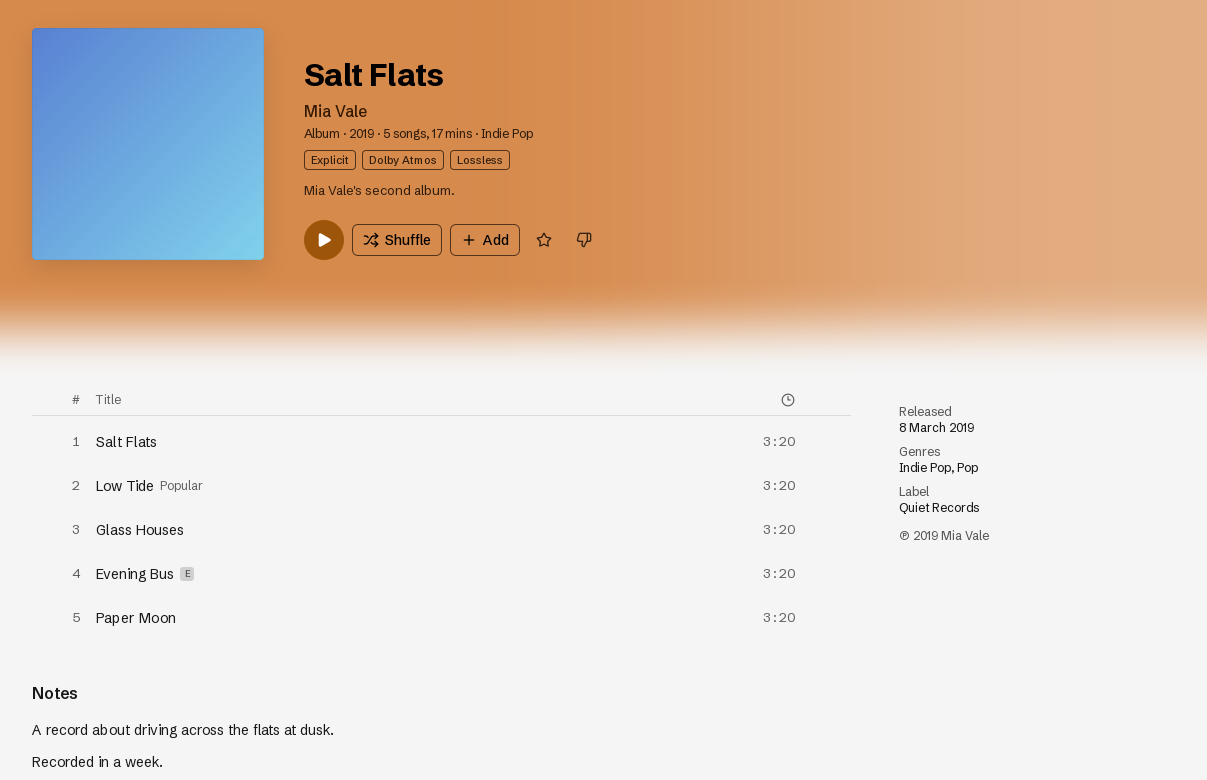 Salt Flats
Mia Vale
Album · 2019 · 5 songs, 17 mins · Indie Pop
Explicit Dolby Atmos Lossless
Mia Vale's second album.
Shuffle Add
# Title
1 Salt Flats 3:20
2 Low Tide Popular 3:20
3 Glass Houses 3:20
4 Evening Bus E 3:20
5 Paper Moon 3:20
Released
8 March 2019
Genres
Indie Pop, Pop
Label
Quiet Records
℗ 2019 Mia Vale
Notes
A record about driving across the flats at dusk.
Recorded in a week.